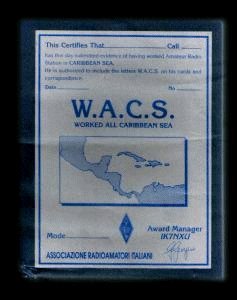 This Certifies That Call
has this day submitted evidence of having worked Amateur Radio
Station in CARIBBEAN SEA.
He is authorized to include the letters W.A.C.S. on his cards and
correspondence.
Date No
W.A.C.S.
WORKED ALL CARIBBEAN SEA
Mode
Award Manager
IK7NXU
ASSOCIAZIONE RADIOAMATORI ITALIANI